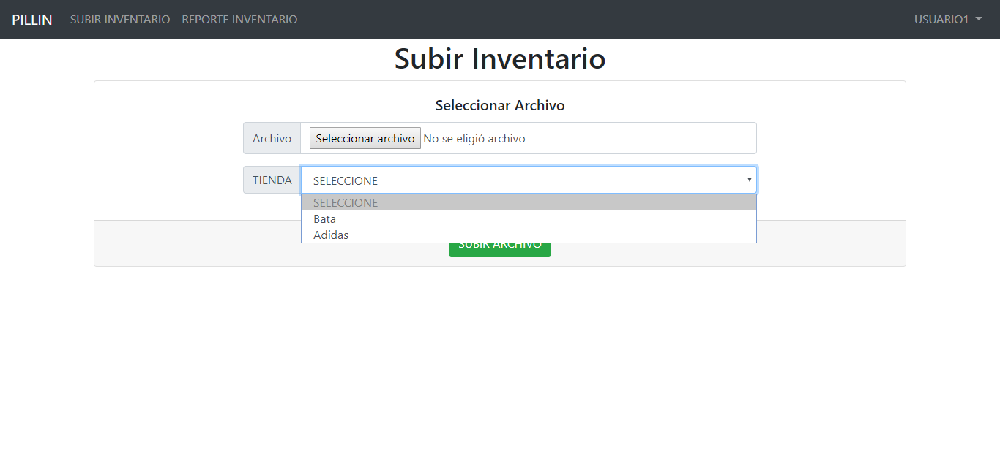 PILLIN SUBIR INVENTARIO REPORTE INVENTARIO USUARIO1
Subir Inventario
Seleccionar Archivo
Archivo Seleccionar archivo No se eligió archivo
TIENDA SELECCIONE
SELECCIONE
Bata
Adidas
SUBIR ARCHIVO